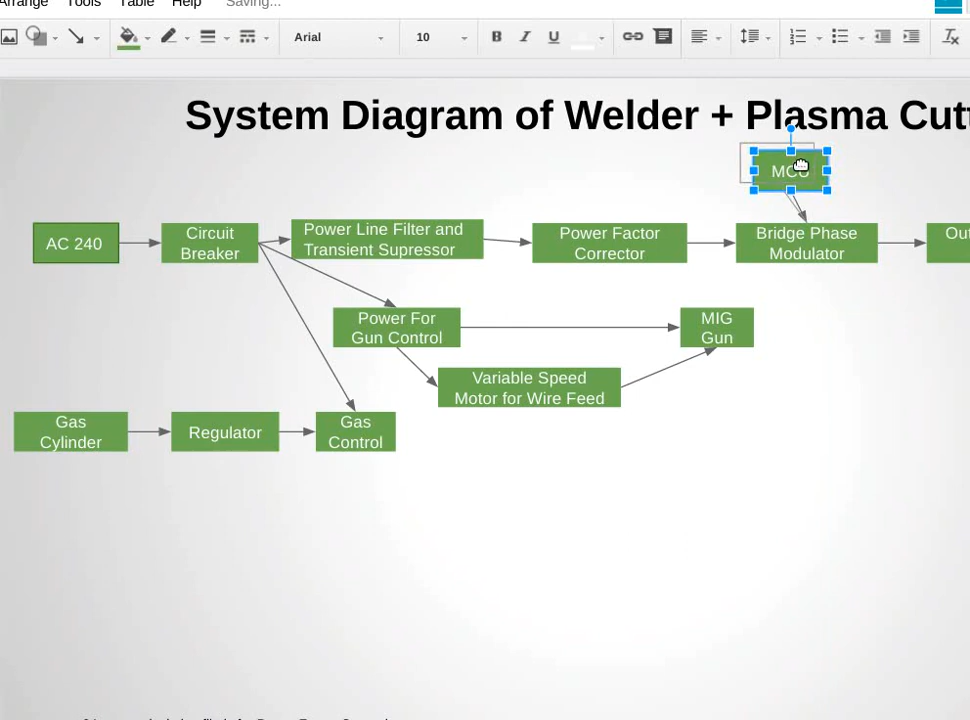 Arrange Tools Table Help Saving...
Arial 10 B I U
System Diagram of Welder + Plasma
MCU
AC 240
Circuit
Breaker
Power Line Filter and
Transient Supressor
Power Factor
Corrector
Bridge Phase
Modulator
Power For
Gun Control
MIG
Gun
Variable Speed
Motor for Wire Feed
Gas
Cylinder
Regulator
Gas
Control